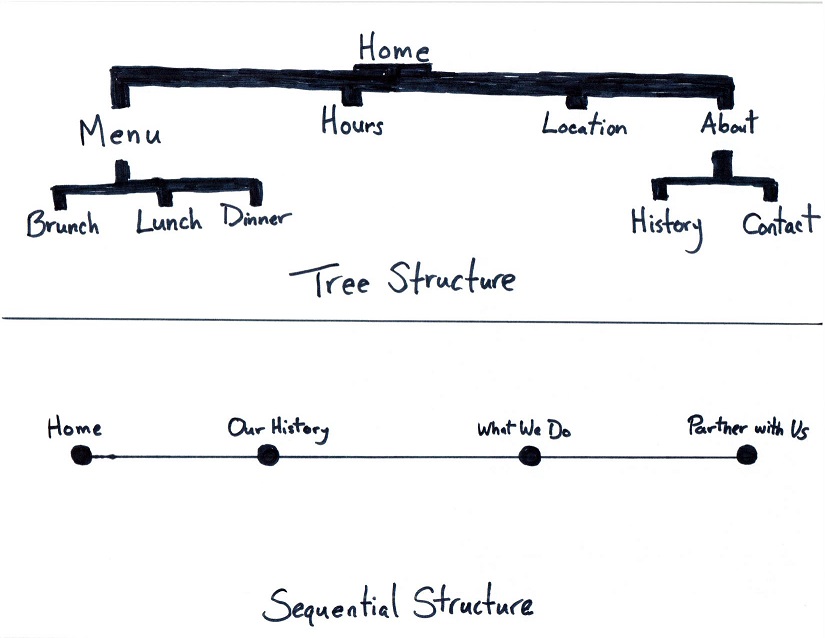 Home
Menu Hours Location About
Brunch Lunch Dinner History Contact
Tree Structure
Home Our History What We Do Partner with Us
Sequential Structure